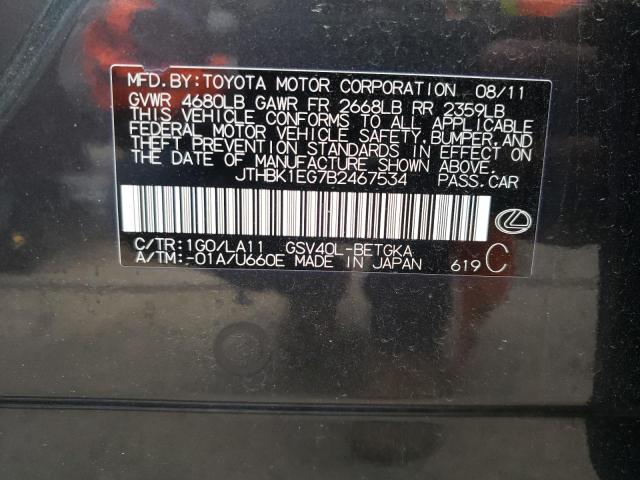 MFD.BY:TOYOTA MOTOR CORPORATION 08/11
GVWR 4680LB GAWR FR 2668LB RR 2359LB
THIS VEHICLE CONFORMS TO ALL APPLICABLE
FEDERAL MOTOR VEHICLE SAFETY, BUMPER, AND
THEFT PREVENTION STANDARDS IN EFFECT ON
THE DATE OF MANUFACTURE SHOWN ABOVE.
JTHBK1EG7B2467534 PASS.CAR
C/TR:1G0/LA11 GSV40L-BETGKA
A/TM:-01A/U660E MADE IN JAPAN 619 C